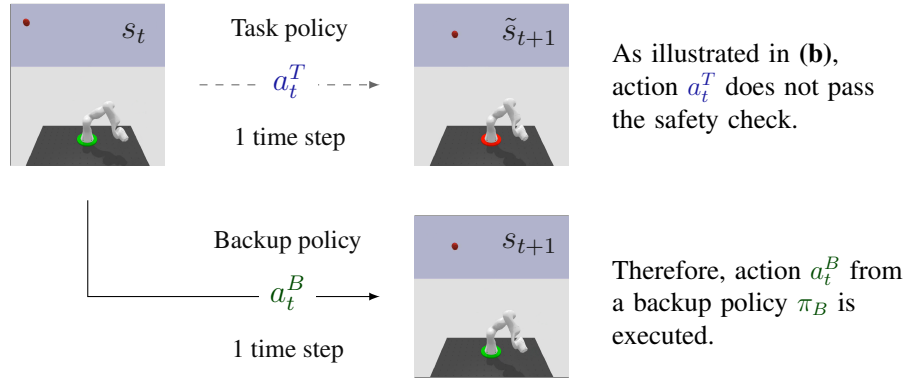 s_t
Task policy
a_t^T
1 time step
s̃_{t+1}
As illustrated in (b),
action a_t^T does not pass
the safety check.
Backup policy
a_t^B
1 time step
s_{t+1}
Therefore, action a_t^B from
a backup policy π_B is
executed.